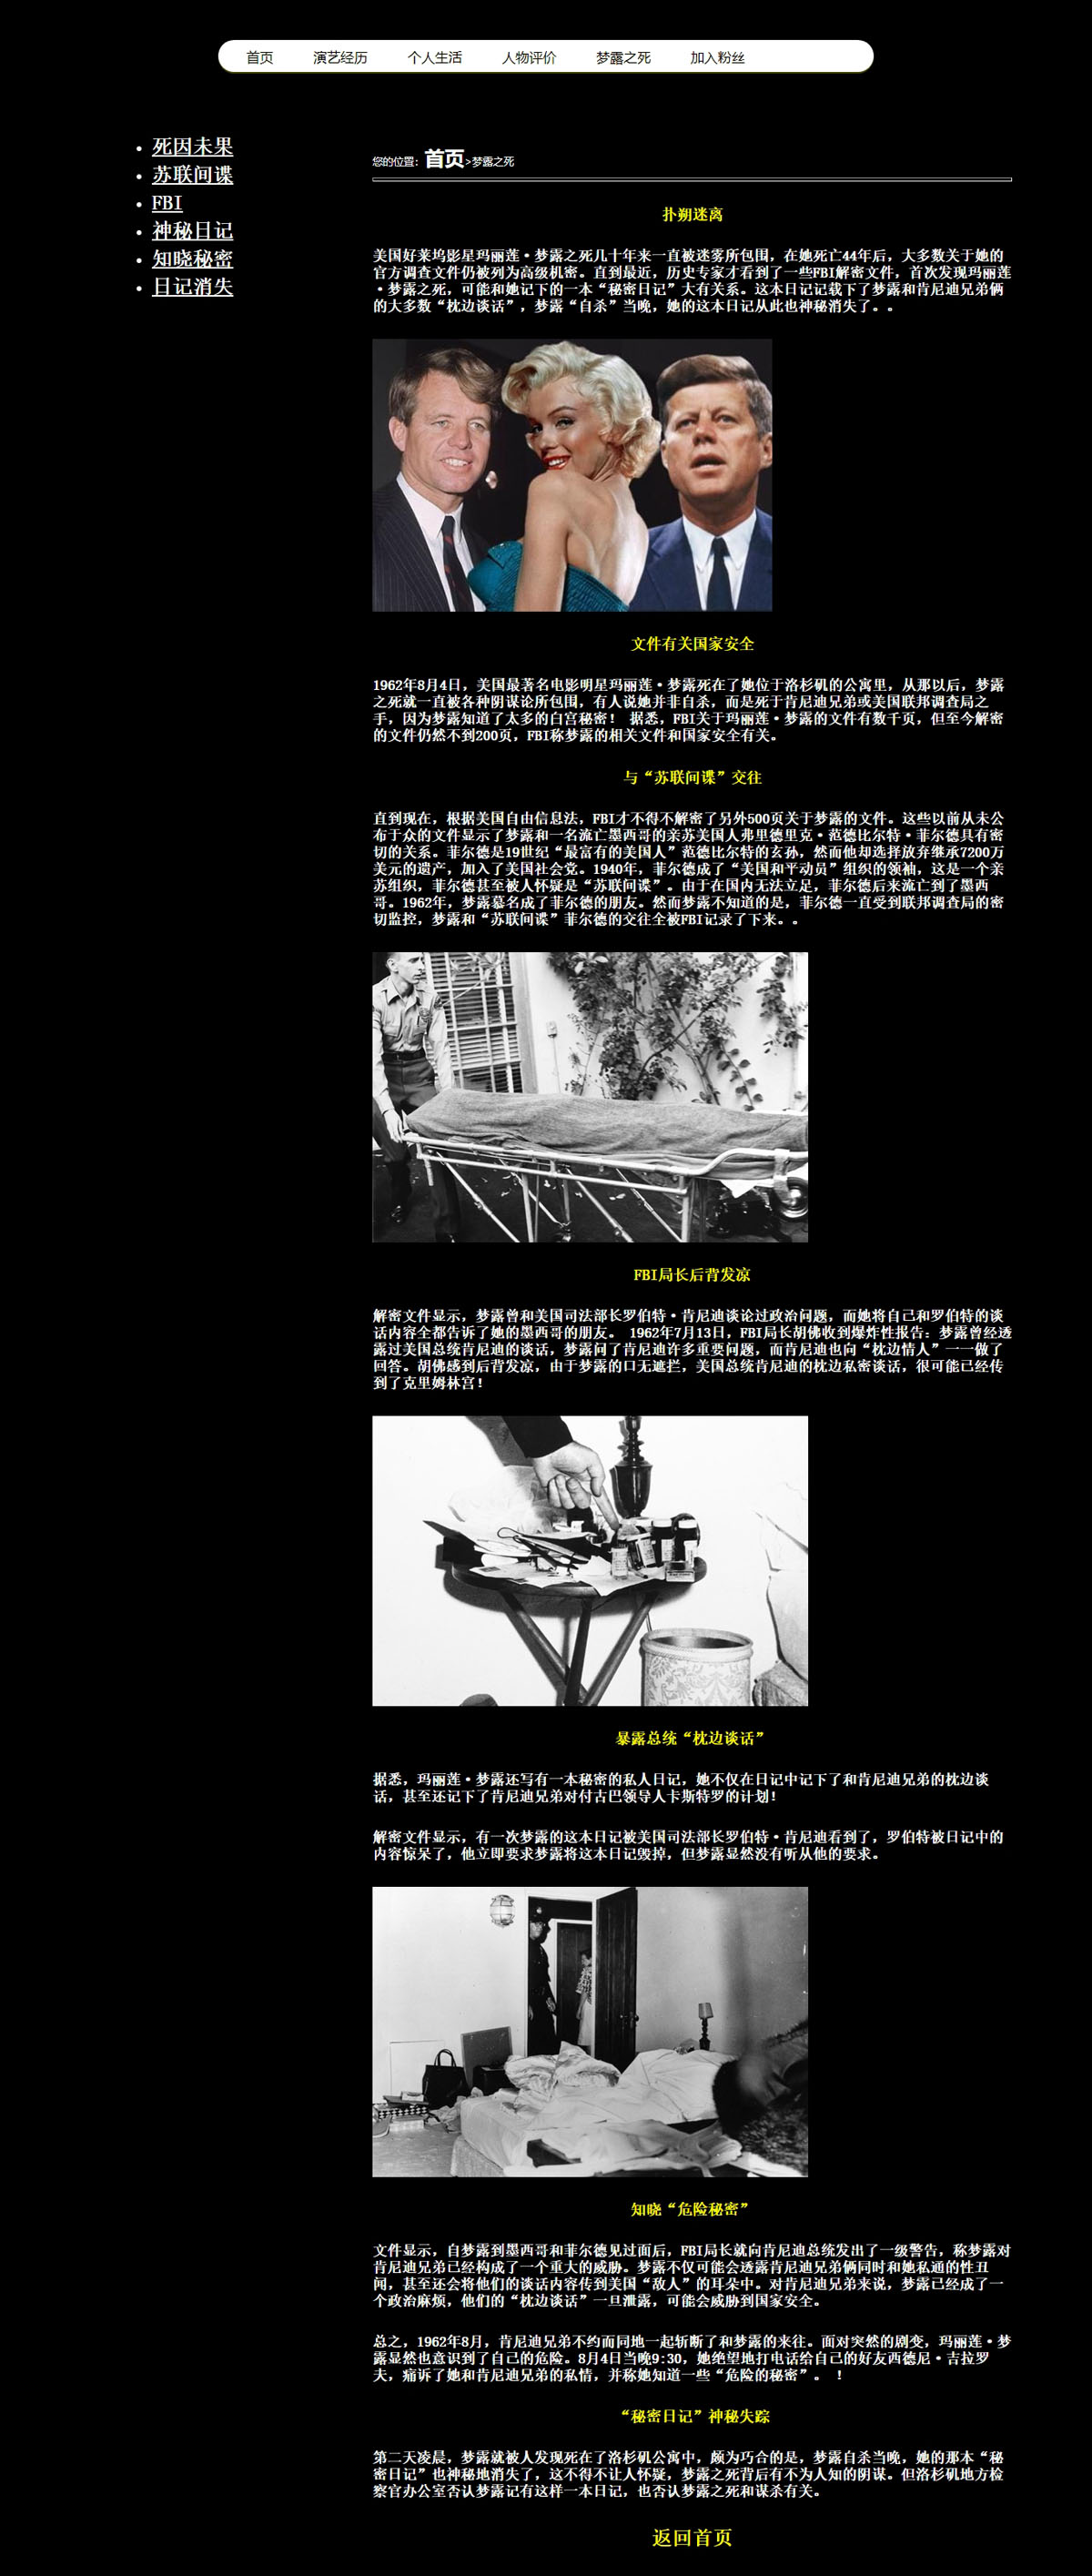 首页 演艺经历 个人生活 人物评价 梦露之死 加入粉丝
死因未果
苏联间谍
FBI
神秘日记
知晓秘密
日记消失
您的位置：首页>梦露之死
扑朔迷离
美国好莱坞影星玛丽莲·梦露之死几十年来一直被迷雾所包围，在她死亡44年后，大多数关于她的
官方调查文件仍被列为高级机密。直到最近，历史专家才看到了一些FBI解密文件，首次发现玛丽莲
·梦露之死，可能和她记下的一本“秘密日记”大有关系。这本日记记载下了梦露和肯尼迪兄弟俩
的大多数“枕边谈话”，梦露“自杀”当晚，她的这本日记从此也神秘消失了。。
文件有关国家安全
1962年8月4日，美国最著名电影明星玛丽莲·梦露死在了她位于洛杉矶的公寓里，从那以后，梦露
之死就一直被各种阴谋论所包围，有人说她并非自杀，而是死于肯尼迪兄弟或美国联邦调查局之
手，因为梦露知道了太多的白宫秘密！ 据悉，FBI关于玛丽莲·梦露的文件有数千页，但至今解密
的文件仍然不到200页，FBI称梦露的相关文件和国家安全有关。
与“苏联间谍”交往
直到现在，根据美国自由信息法，FBI才不得不解密了另外500页关于梦露的文件。这些以前从未公
布于众的文件显示了梦露和一名流亡墨西哥的亲苏美国人弗里德里克·范德比尔特·菲尔德具有密
切的关系。菲尔德是19世纪“最富有的美国人”范德比尔特的玄孙，然而他却选择放弃继承7200万
美元的遗产，加入了美国社会党。1940年，菲尔德成了“美国和平动员”组织的领袖，这是一个亲
苏组织，菲尔德甚至被人怀疑是“苏联间谍”。由于在国内无法立足，菲尔德后来流亡到了墨西
哥。1962年，梦露慕名成了菲尔德的朋友。然而梦露不知道的是，菲尔德一直受到联邦调查局的密
切监控，梦露和“苏联间谍”菲尔德的交往全被FBI记录了下来。。
FBI局长后背发凉
解密文件显示，梦露曾和美国司法部长罗伯特·肯尼迪谈论过政治问题，而她将自己和罗伯特的谈
话内容全都告诉了她的墨西哥的朋友。 1962年7月13日，FBI局长胡佛收到爆炸性报告：梦露曾经透
露过美国总统肯尼迪的谈话，梦露问了肯尼迪许多重要问题，而肯尼迪也向“枕边情人”一一做了
回答。胡佛感到后背发凉，由于梦露的口无遮拦，美国总统肯尼迪的枕边私密谈话，很可能已经传
到了克里姆林宫！
暴露总统“枕边谈话”
据悉，玛丽莲·梦露还写有一本秘密的私人日记，她不仅在日记中记下了和肯尼迪兄弟的枕边谈
话，甚至还记下了肯尼迪兄弟对付古巴领导人卡斯特罗的计划！
解密文件显示，有一次梦露的这本日记被美国司法部长罗伯特·肯尼迪看到了，罗伯特被日记中的
内容惊呆了，他立即要求梦露将这本日记毁掉，但梦露显然没有听从他的要求。
知晓“危险秘密”
文件显示，自梦露到墨西哥和菲尔德见过面后，FBI局长就向肯尼迪总统发出了一级警告，称梦露对
肯尼迪兄弟已经构成了一个重大的威胁。梦露不仅可能会透露肯尼迪兄弟俩同时和她私通的性丑
闻，甚至还会将他们的谈话内容传到美国“敌人”的耳朵中。对肯尼迪兄弟来说，梦露已经成了一
个政治麻烦，他们的“枕边谈话”一旦泄露，可能会威胁到国家安全。
总之，1962年8月，肯尼迪兄弟不约而同地一起斩断了和梦露的来往。面对突然的剧变，玛丽莲·梦
露显然也意识到了自己的危险。8月4日当晚9:30，她绝望地打电话给自己的好友西德尼·吉拉罗
夫，痛诉了她和肯尼迪兄弟的私情，并称她知道一些“危险的秘密”。 ！
“秘密日记”神秘失踪
第二天凌晨，梦露就被人发现死在了洛杉矶公寓中，颇为巧合的是，梦露自杀当晚，她的那本“秘
密日记”也神秘地消失了，这不得不让人怀疑，梦露之死背后有不为人知的阴谋。但洛杉矶地方检
察官办公室否认梦露记有这样一本日记，也否认梦露之死和谋杀有关。
返回首页